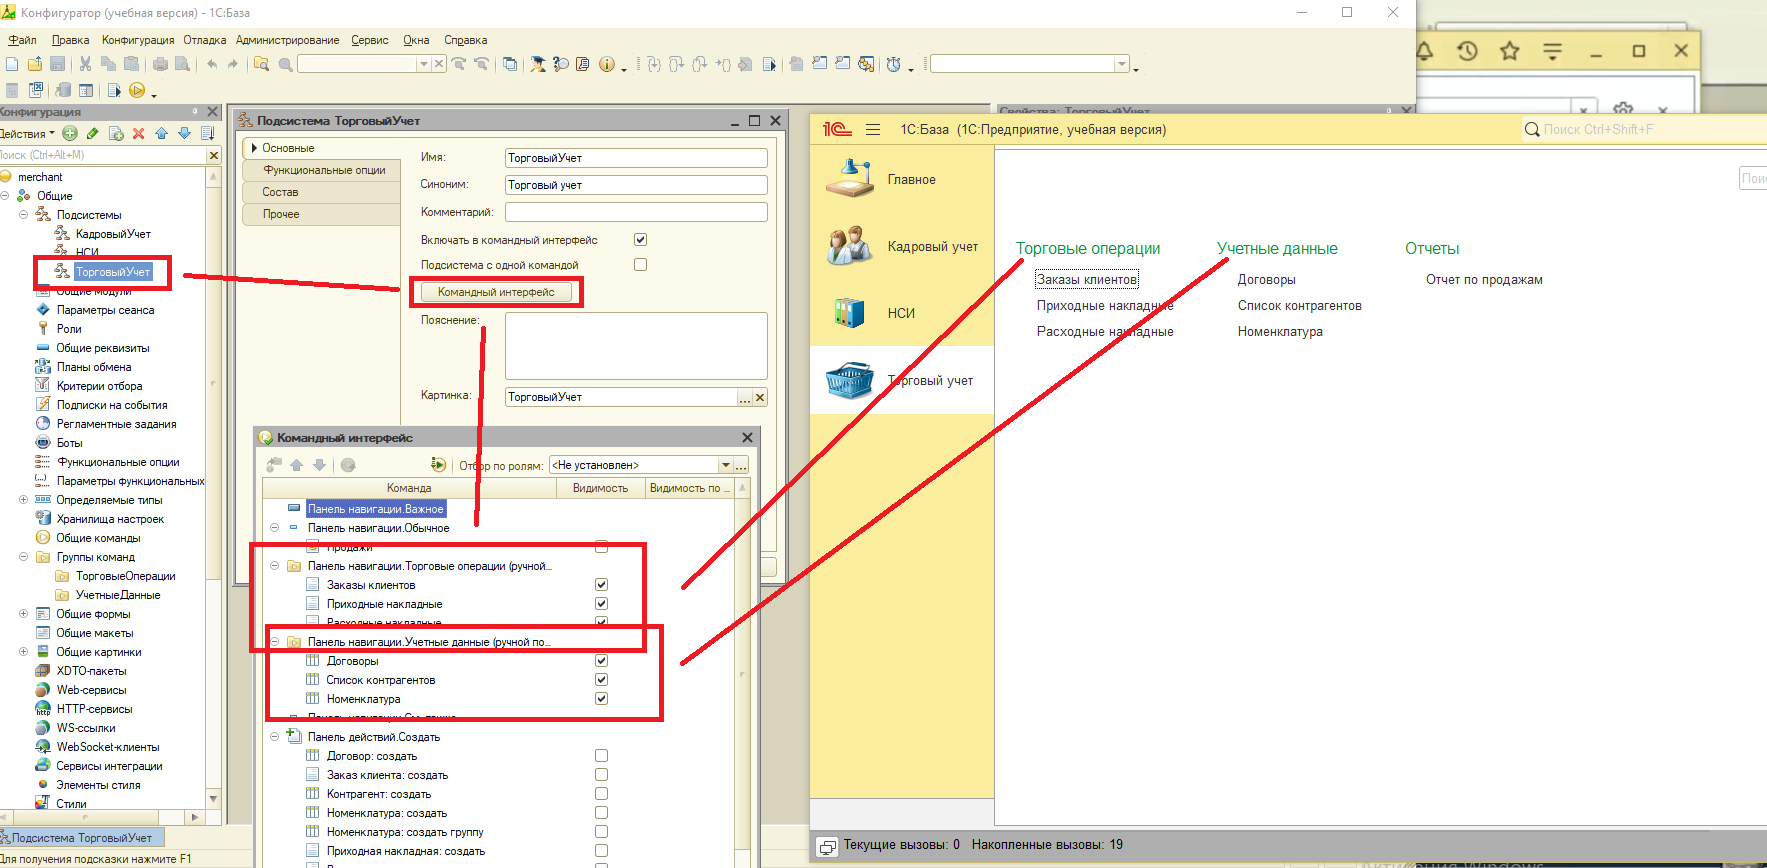 Конфигуратор (учебная версия) - 1С:База
Файл Правка Конфигурация Отладка Администрирование Сервис Окна Справка
Конфигурация
Действия
Поиск (Ctrl+Alt+M)
merchant
Общие
Подсистемы
КадровыйУчет
НСИ
ТорговыйУчет
Общие модули
Параметры сеанса
Роли
Общие реквизиты
Планы обмена
Критерии отбора
Подписки на события
Регламентные задания
Боты
Функциональные опции
Параметры функциональных
Определяемые типы
Хранилища настроек
Общие команды
Группы команд
ТорговыеОперации
УчетныеДанные
Общие формы
Общие макеты
Общие картинки
XDTO-пакеты
Web-сервисы
HTTP-сервисы
WS-ссылки
WebSocket-клиенты
Сервисы интеграции
Элементы стиля
Стили
Подсистема ТорговыйУчет
Для получения подсказки нажмите F1
Подсистема ТорговыйУчет
Основные
Функциональные опции
Состав
Прочее
Имя: ТорговыйУчет
Синоним: Торговый учет
Комментарий:
Включать в командный интерфейс
Подсистема с одной командой
Командный интерфейс
Пояснение:
Картинка: ТорговыйУчет
Командный интерфейс
Отбор по ролям: <Не установлен>
Команда Видимость Видимость по ...
Панель навигации.Важное
Панель навигации.Обычное
Продажи
Панель навигации.Торговые операции (ручной...
Заказы клиентов
Приходные накладные
Расходные накладные
Панель навигации.Учетные данные (ручной по...
Договоры
Список контрагентов
Номенклатура
Панель навигации.См. также
Панель действий.Создать
Договор: создать
Заказ клиента: создать
Контрагент: создать
Номенклатура: создать
Номенклатура: создать группу
Приходная накладная: создать
Свойства: ТорговыйУчет
1С:База (1С:Предприятие, учебная версия)
Поиск Ctrl+Shift+F
Главное
Кадровый учет
НСИ
Торговый учет
Торговые операции
Заказы клиентов
Приходные накладные
Расходные накладные
Учетные данные
Договоры
Список контрагентов
Номенклатура
Отчеты
Отчет по продажам
Текущие вызовы: 0 Накопленные вызовы: 19